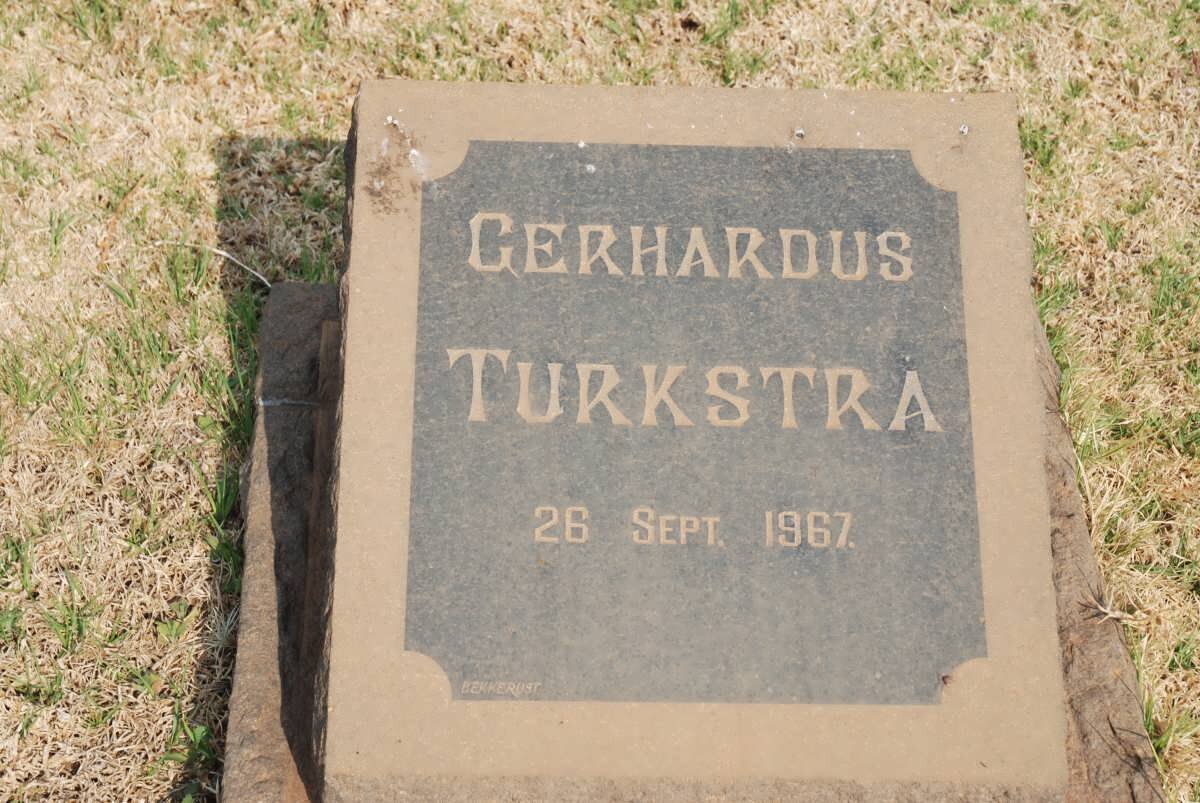 GERHARDUS
TURKSTRA
26 SEPT. 1967.
BEKKERUST